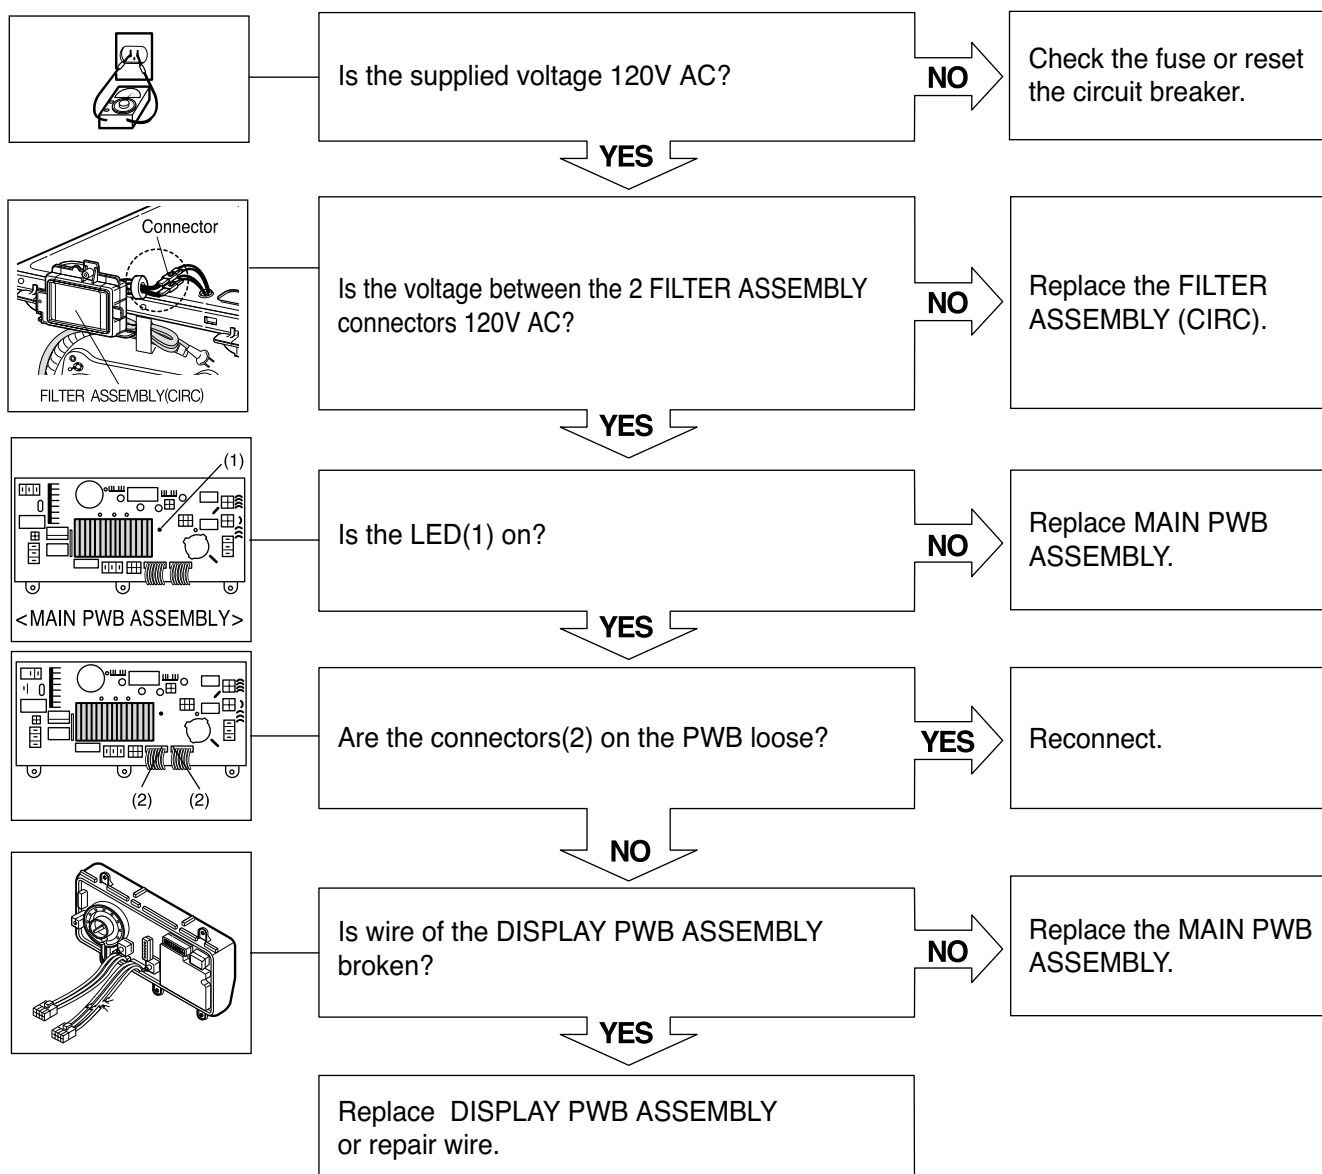 Is the supplied voltage 120V AC?
NO
Check the fuse or reset
the circuit breaker.
YES
Connector
FILTER ASSEMBLY(CIRC)
Is the voltage between the 2 FILTER ASSEMBLY
connectors 120V AC?
NO
Replace the FILTER
ASSEMBLY (CIRC).
YES
(1)
<MAIN PWB ASSEMBLY>
Is the LED(1) on?
NO
Replace MAIN PWB
ASSEMBLY.
YES
(2) (2)
Are the connectors(2) on the PWB loose?
YES
Reconnect.
NO
Is wire of the DISPLAY PWB ASSEMBLY
broken?
NO
Replace the MAIN PWB
ASSEMBLY.
YES
Replace DISPLAY PWB ASSEMBLY
or repair wire.